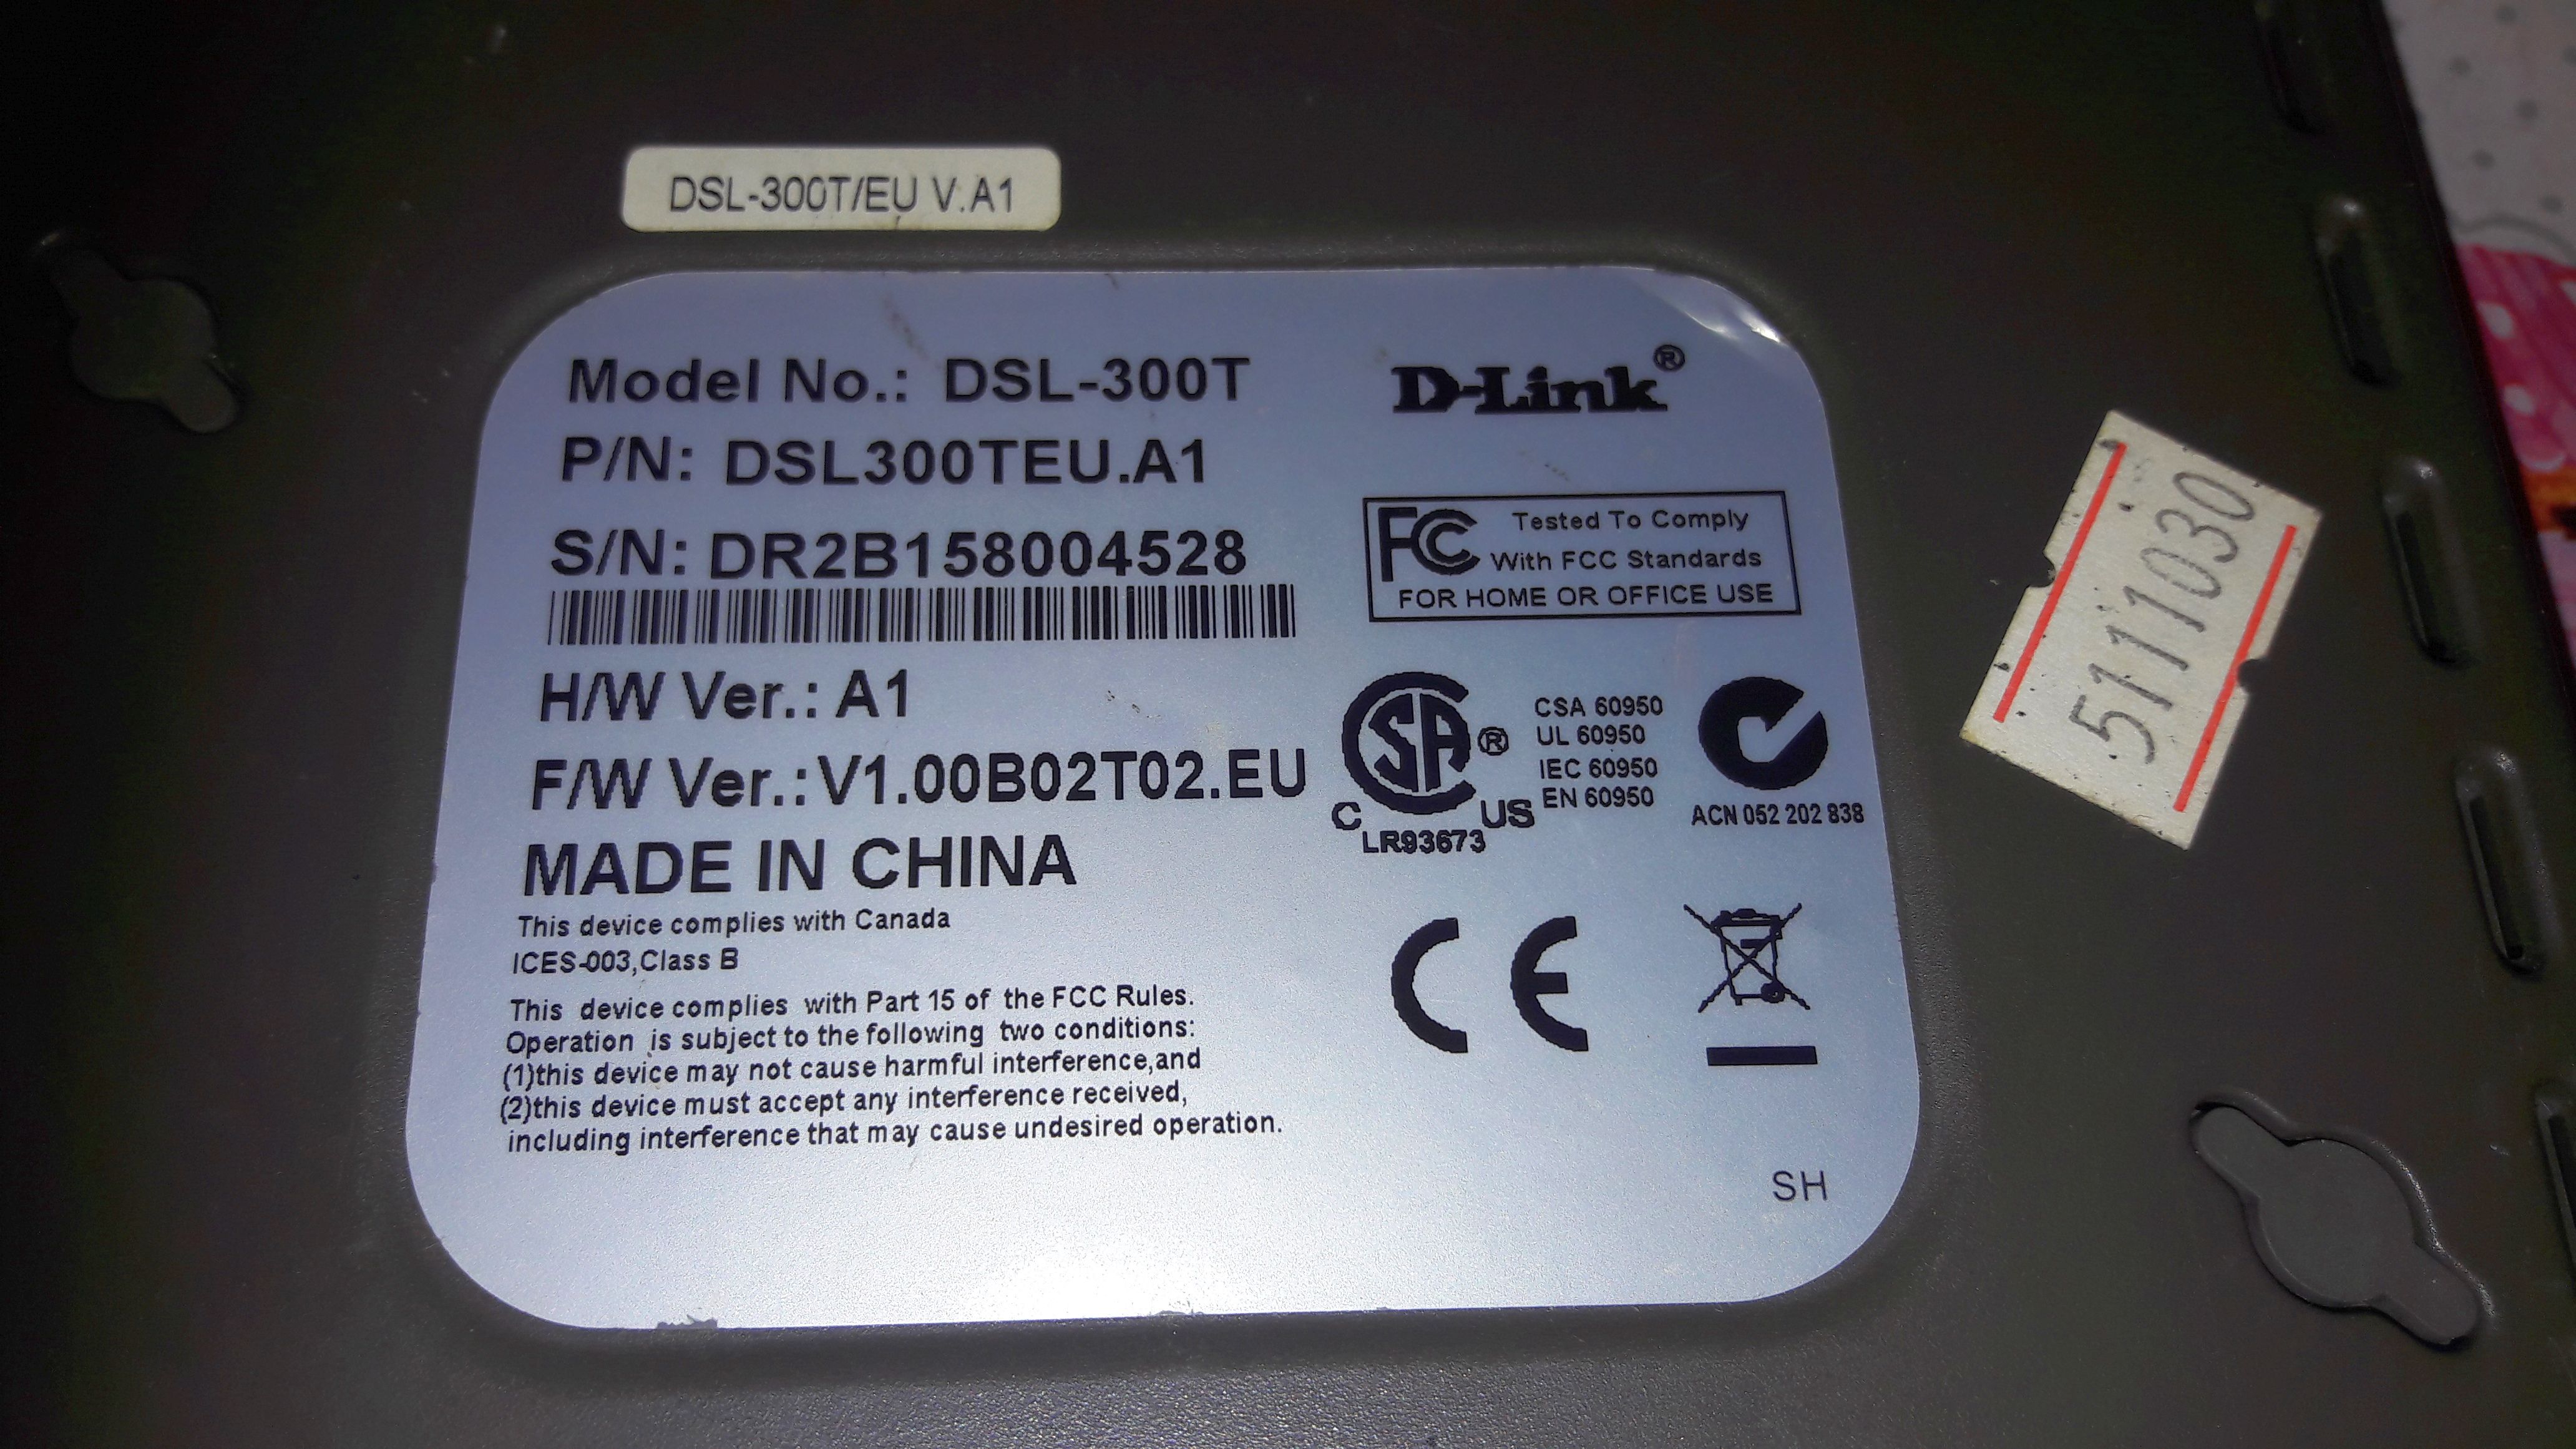 DSL-300T/EU V.A1
Model No.: DSL-300T
D-Link®
P/N: DSL300TEU.A1
S/N: DR2B158004528
FC Tested To Comply
With FCC Standards
FOR HOME OR OFFICE USE
5111030
H/W Ver.: A1
F/W Ver.:V1.00B02T02.EU
SA®
C US
LR93673
CSA 60950
UL 60950
IEC 60950
EN 60950
ACN 052 202 838
MADE IN CHINA
This device complies with Canada
ICES-003,Class B
This device complies with Part 15 of the FCC Rules.
Operation is subject to the following two conditions:
(1)this device may not cause harmful interference,and
(2)this device must accept any interference received,
including interference that may cause undesired operation.
CE
SH